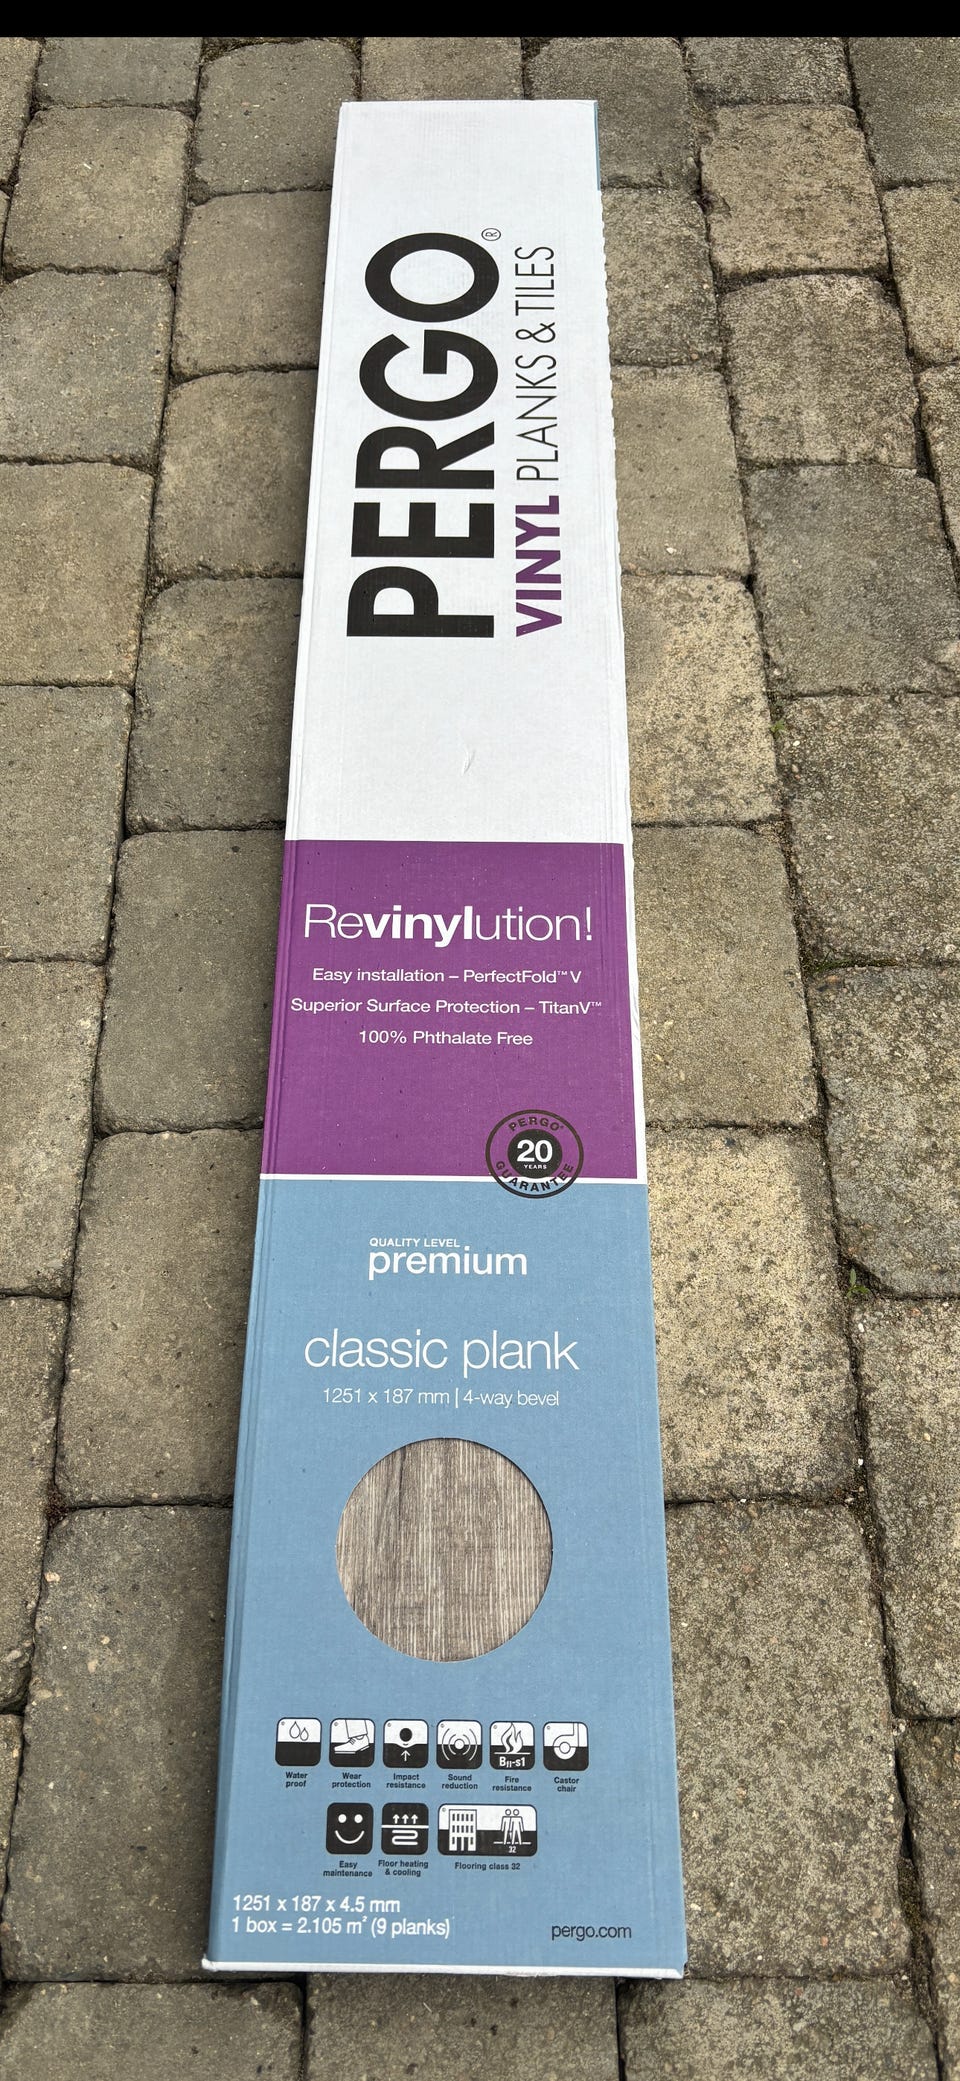 PERGO®
VINYL PLANKS & TILES
Revinylution!
Easy installation – PerfectFold™ V
Superior Surface Protection – TitanV™
100% Phthalate Free
PERGO®
20
YEARS
GUARANTEE
QUALITY LEVEL
premium
classic plank
1251 x 187 mm | 4-way bevel
Bfl-s1
Water proof
Wear protection
Impact resistance
Sound reduction
Fire resistance
Castor chair
32
Easy maintenance
Floor heating & cooling
Flooring class 32
1251 x 187 x 4.5 mm
1 box = 2.105 m² (9 planks)
pergo.com